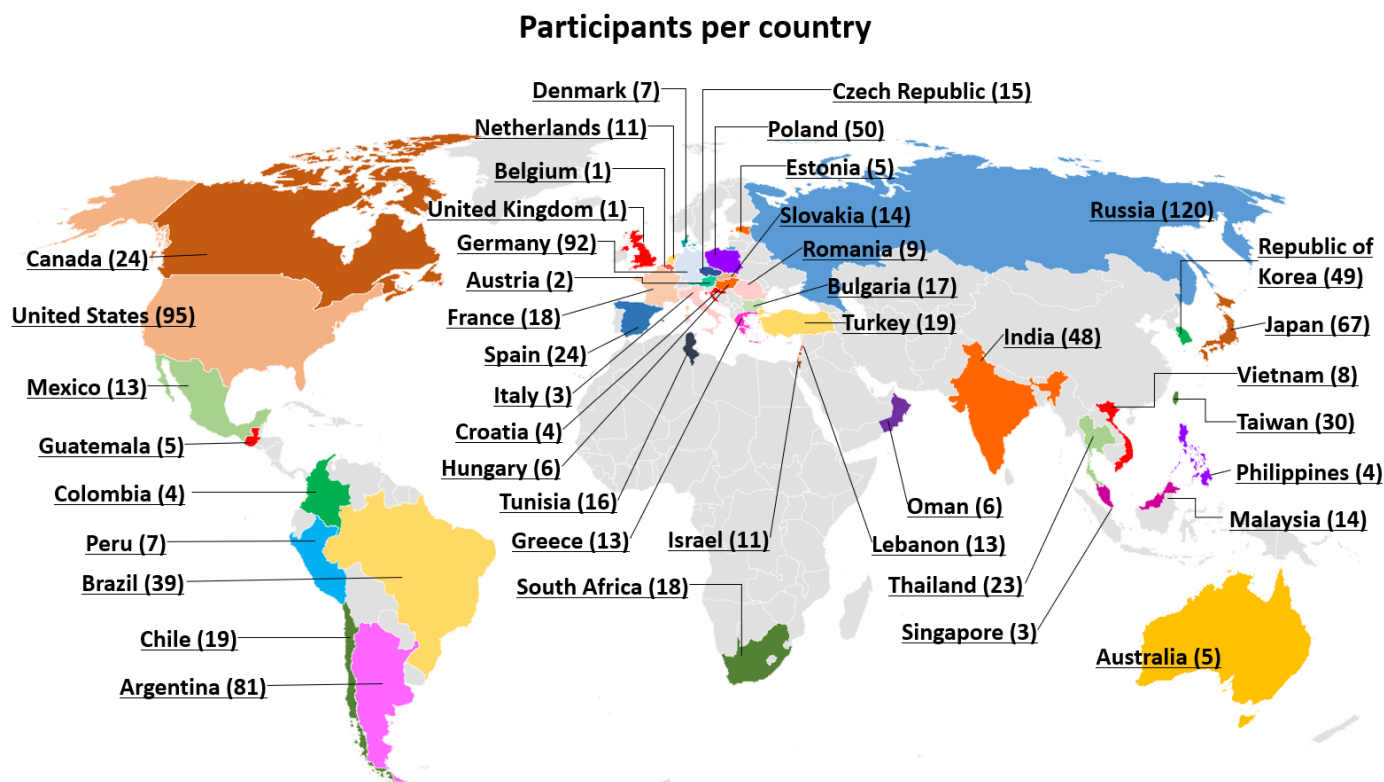 Participants per country
Denmark (7)
Czech Republic (15)
Netherlands (11)
Poland (50)
Belgium (1)
Estonia (5)
United Kingdom (1)
Slovakia (14)
Russia (120)
Germany (92)
Romania (9)
Republic of
Korea (49)
Canada (24)
Austria (2)
Bulgaria (17)
United States (95)
France (18)
Turkey (19)
Japan (67)
India (48)
Spain (24)
Vietnam (8)
Mexico (13)
Italy (3)
Taiwan (30)
Croatia (4)
Guatemala (5)
Hungary (6)
Philippines (4)
Colombia (4)
Tunisia (16)
Oman (6)
Malaysia (14)
Peru (7)
Greece (13)
Israel (11)
Lebanon (13)
Brazil (39)
South Africa (18)
Thailand (23)
Chile (19)
Singapore (3)
Australia (5)
Argentina (81)